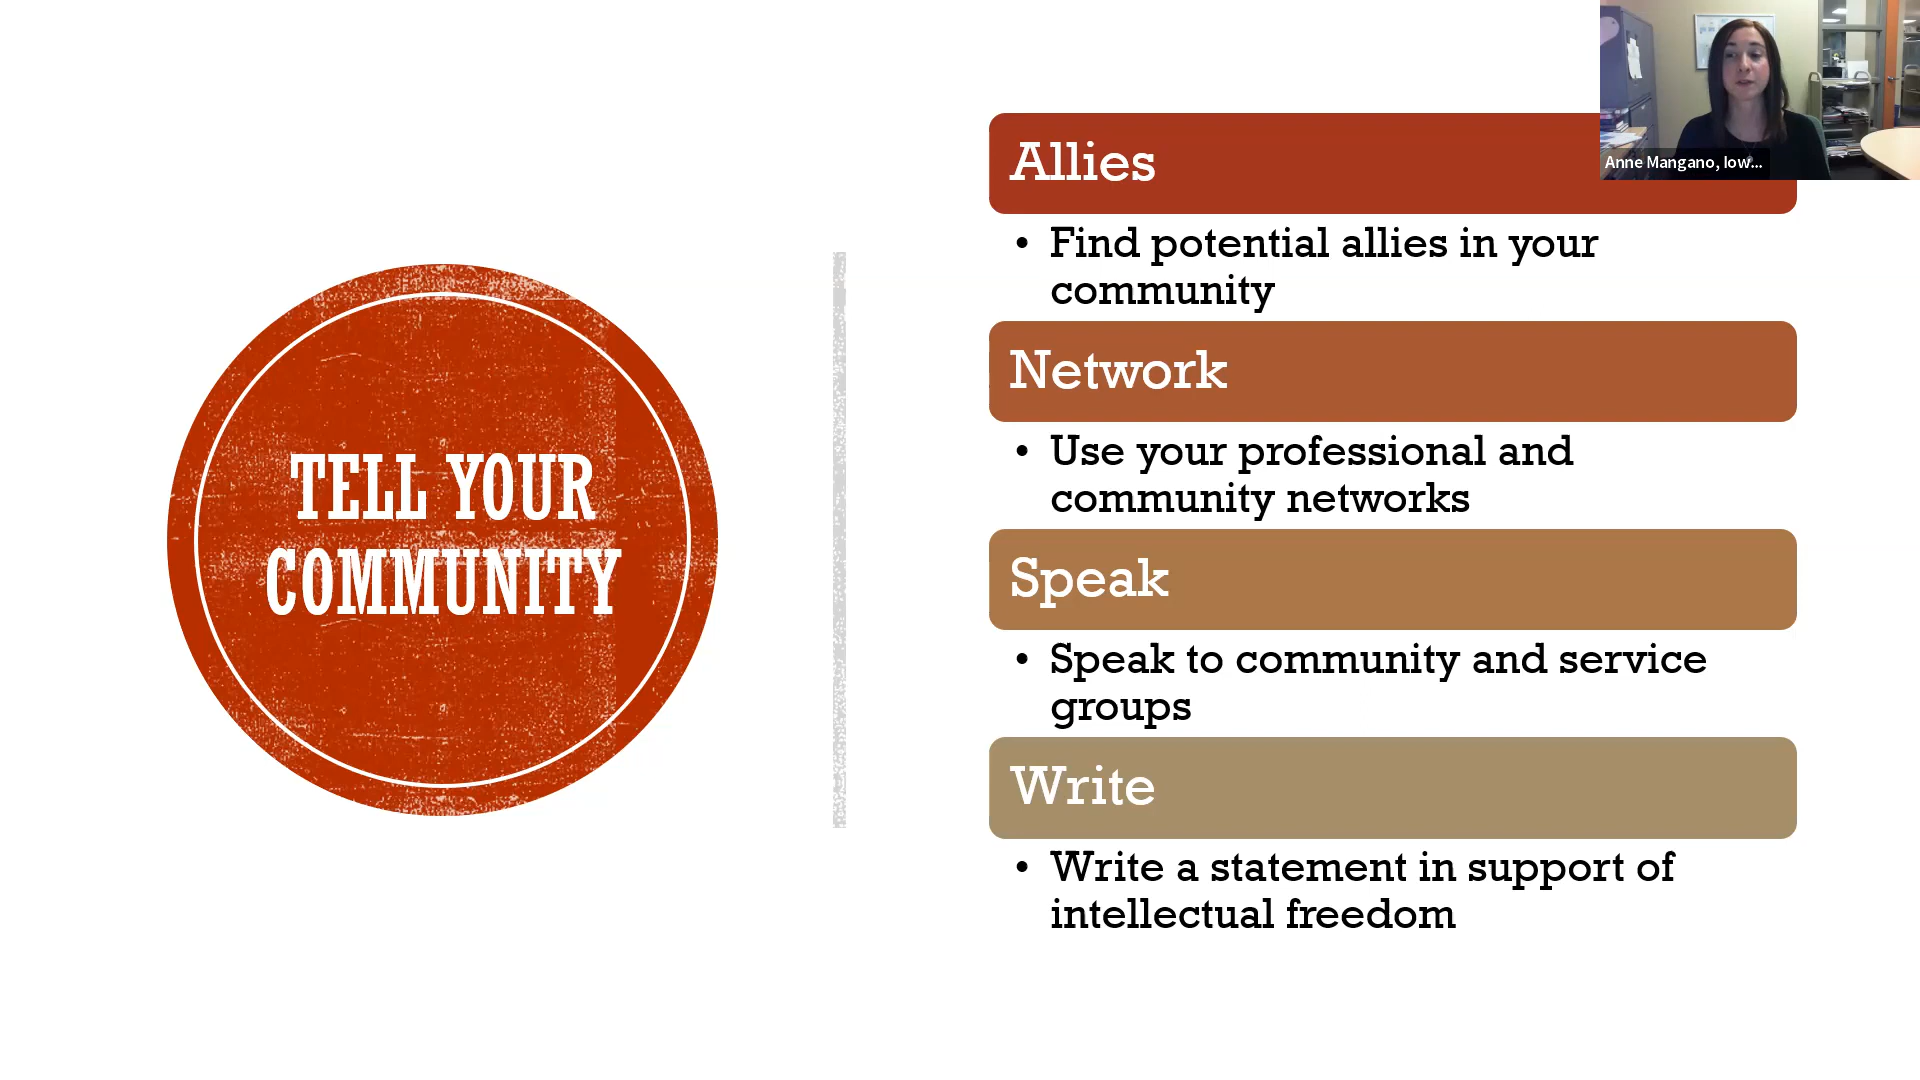 TELL YOUR
COMMUNITY
Allies
• Find potential allies in your
community
Network
• Use your professional and
community networks
Speak
• Speak to community and service
groups
Write
• Write a statement in support of
intellectual freedom
Anne Mangano, Iow...